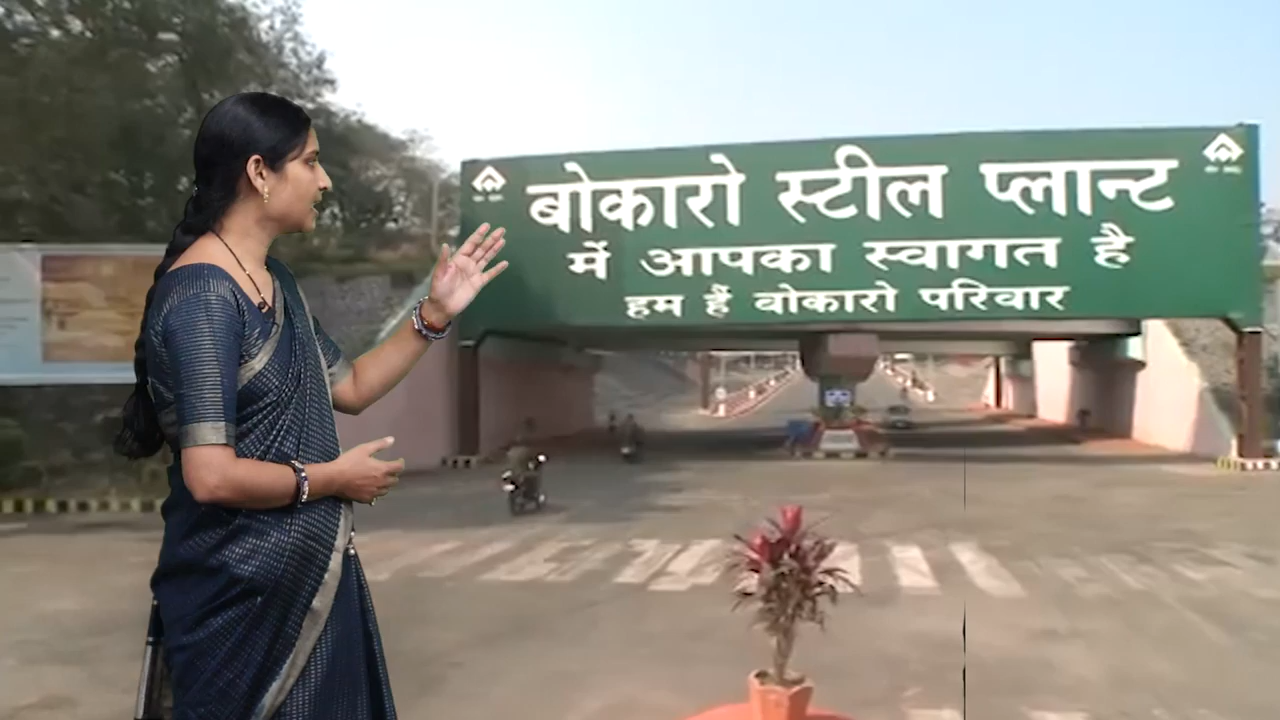 बोकारो स्टील प्लान्ट
में आपका स्वागत है
हम हैं बोकारो परिवार